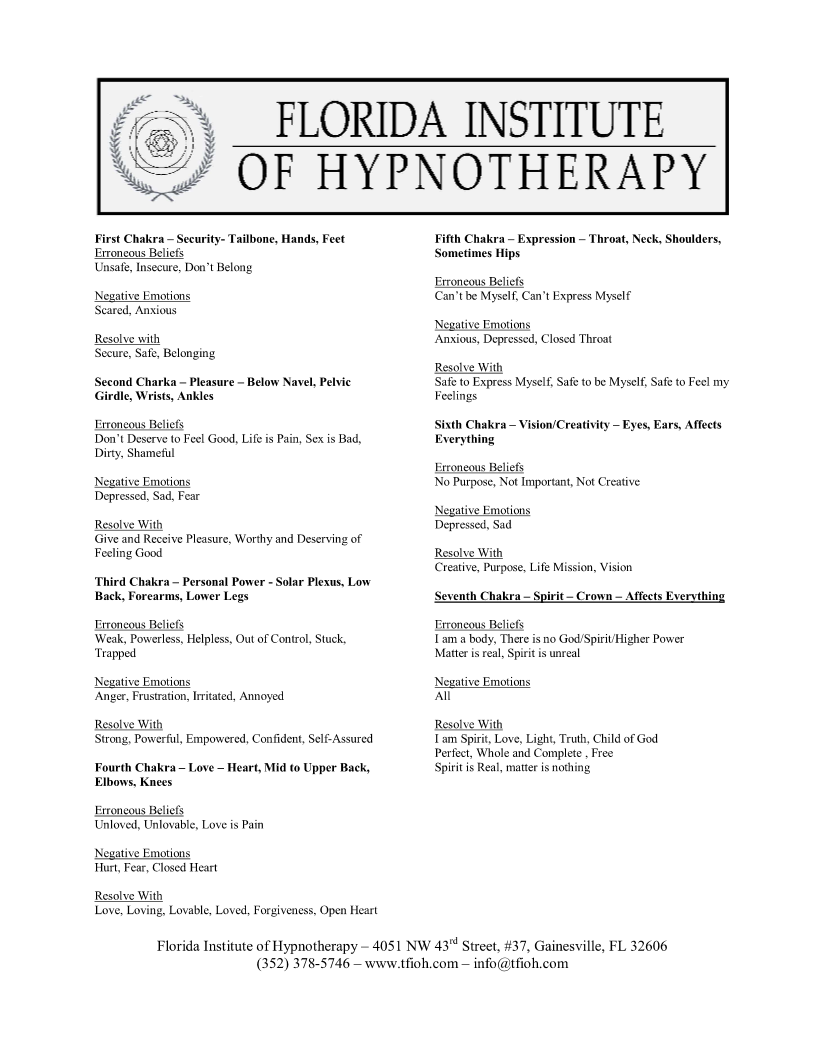 FLORIDA INSTITUTE
OF HYPNOTHERAPY
First Chakra – Security- Tailbone, Hands, Feet
Erroneous Beliefs
Unsafe, Insecure, Don’t Belong
Negative Emotions
Scared, Anxious
Resolve with
Secure, Safe, Belonging
Second Charka – Pleasure – Below Navel, Pelvic
Girdle, Wrists, Ankles
Erroneous Beliefs
Don’t Deserve to Feel Good, Life is Pain, Sex is Bad,
Dirty, Shameful
Negative Emotions
Depressed, Sad, Fear
Resolve With
Give and Receive Pleasure, Worthy and Deserving of
Feeling Good
Third Chakra – Personal Power - Solar Plexus, Low
Back, Forearms, Lower Legs
Erroneous Beliefs
Weak, Powerless, Helpless, Out of Control, Stuck,
Trapped
Negative Emotions
Anger, Frustration, Irritated, Annoyed
Resolve With
Strong, Powerful, Empowered, Confident, Self-Assured
Fourth Chakra – Love – Heart, Mid to Upper Back,
Elbows, Knees
Erroneous Beliefs
Unloved, Unlovable, Love is Pain
Negative Emotions
Hurt, Fear, Closed Heart
Resolve With
Love, Loving, Lovable, Loved, Forgiveness, Open Heart
Fifth Chakra – Expression – Throat, Neck, Shoulders,
Sometimes Hips
Erroneous Beliefs
Can’t be Myself, Can’t Express Myself
Negative Emotions
Anxious, Depressed, Closed Throat
Resolve With
Safe to Express Myself, Safe to be Myself, Safe to Feel my
Feelings
Sixth Chakra – Vision/Creativity – Eyes, Ears, Affects
Everything
Erroneous Beliefs
No Purpose, Not Important, Not Creative
Negative Emotions
Depressed, Sad
Resolve With
Creative, Purpose, Life Mission, Vision
Seventh Chakra – Spirit – Crown – Affects Everything
Erroneous Beliefs
I am a body, There is no God/Spirit/Higher Power
Matter is real, Spirit is unreal
Negative Emotions
All
Resolve With
I am Spirit, Love, Light, Truth, Child of God
Perfect, Whole and Complete , Free
Spirit is Real, matter is nothing
Florida Institute of Hypnotherapy – 4051 NW 43rd Street, #37, Gainesville, FL 32606
(352) 378-5746 – www.tfioh.com – info@tfioh.com